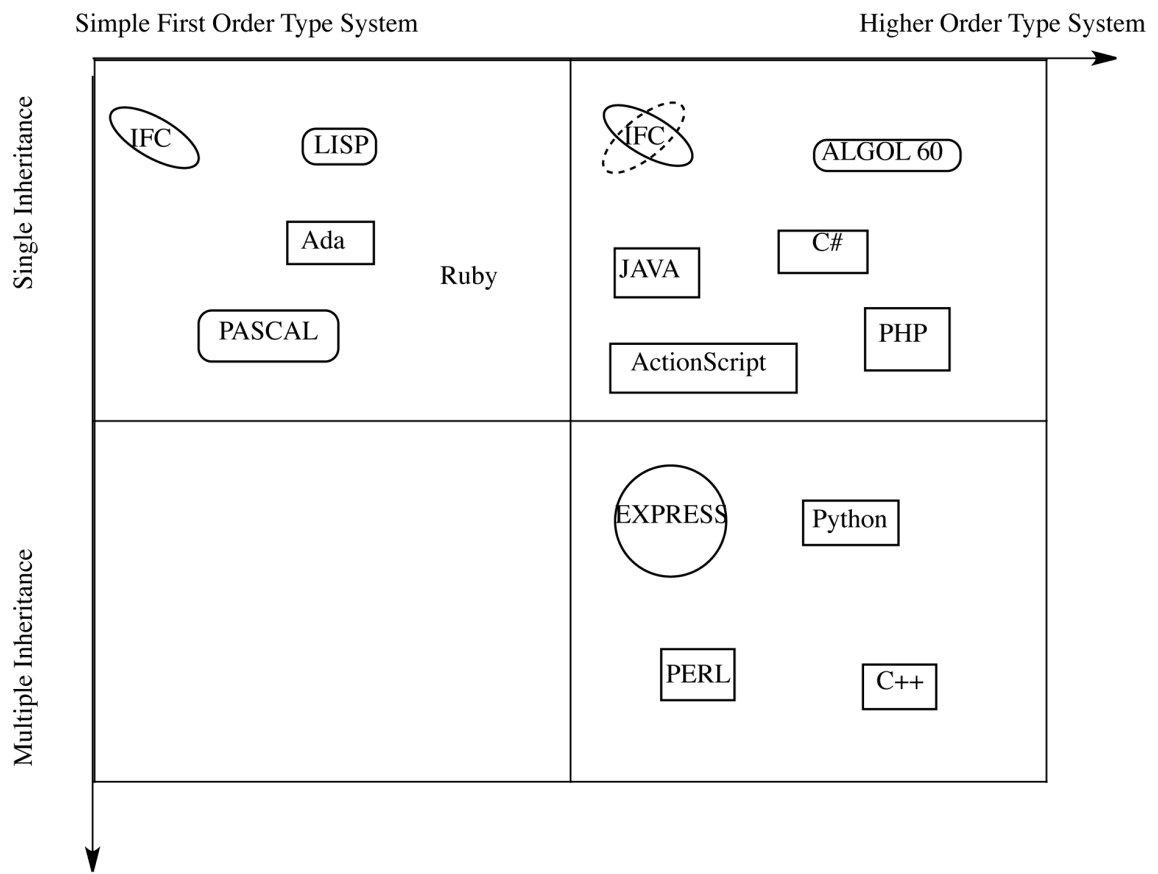 Simple First Order Type System
Higher Order Type System
Single Inheritance
IFC
LISP
IFC
ALGOL 60
Ada
C#
Ruby
JAVA
PASCAL
PHP
ActionScript
Multiple Inheritance
EXPRESS
Python
PERL
C++